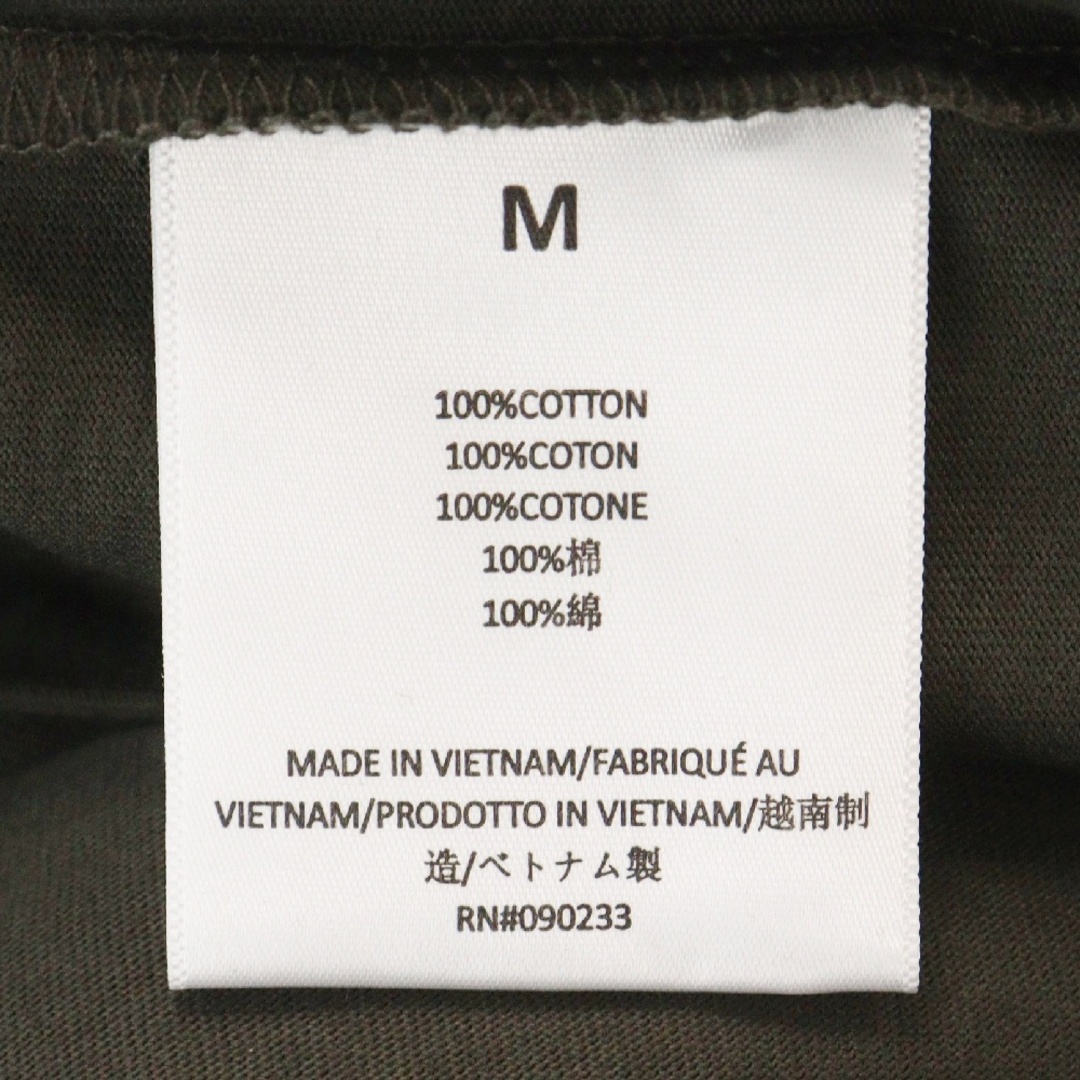 M
100%COTTON
100%COTON
100%COTONE
100%棉
100%綿
MADE IN VIETNAM/FABRIQUÉ AU
VIETNAM/PRODOTTO IN VIETNAM/越南制
造/ベトナム製
RN#090233